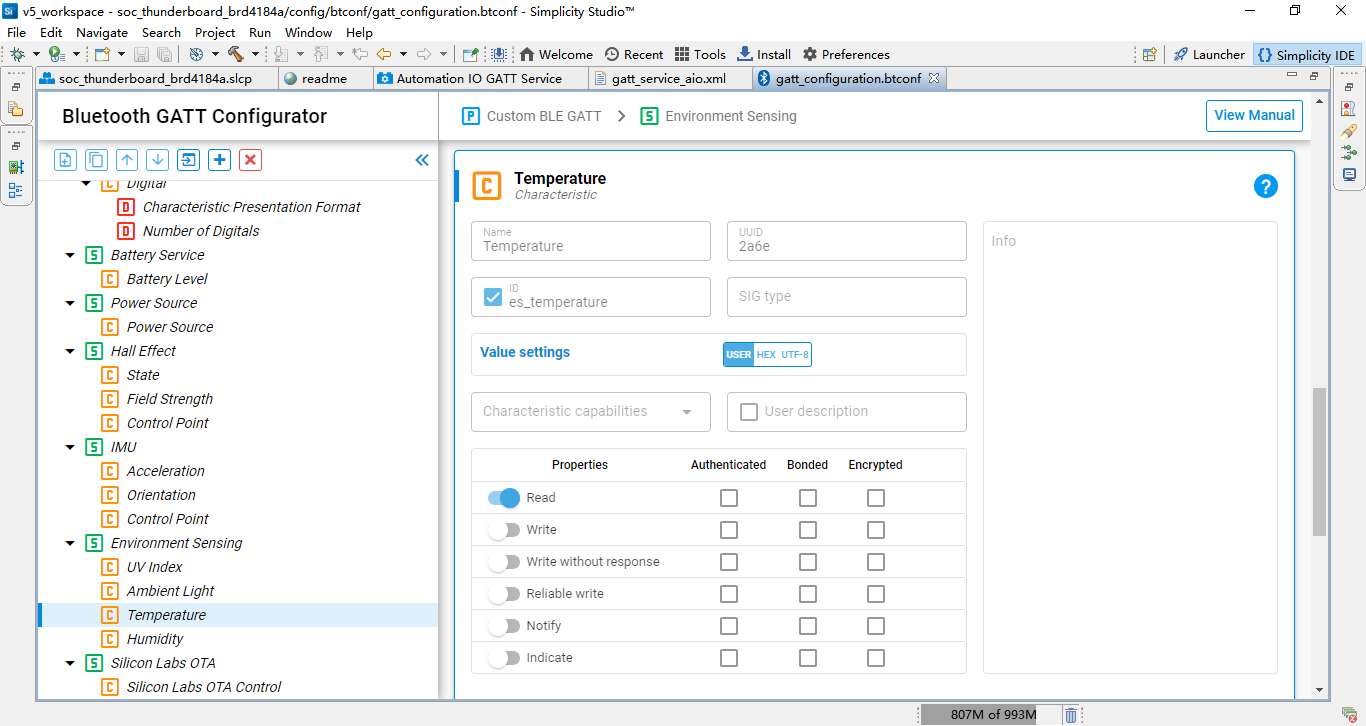 v5_workspace - soc_thunderboard_brd4184a/config/btconf/gatt_configuration.btconf - Simplicity Studio™
File Edit Navigate Search Project Run Window Help
Welcome Recent Tools Install Preferences Launcher {} Simplicity IDE
soc_thunderboard_brd4184a.slcp readme Automation IO GATT Service gatt_service_aio.xml gatt_configuration.btconf
Bluetooth GATT Configurator
P Custom BLE GATT > S Environment Sensing
View Manual
C Digital
D Characteristic Presentation Format
D Number of Digitals
S Battery Service
C Battery Level
S Power Source
C Power Source
S Hall Effect
C State
C Field Strength
C Control Point
S IMU
C Acceleration
C Orientation
C Control Point
S Environment Sensing
C UV Index
C Ambient Light
C Temperature
C Humidity
S Silicon Labs OTA
C Silicon Labs OTA Control
C Temperature
Characteristic
?
Name
Temperature
UUID
2a6e
Info
ID
es_temperature
SIG type
Value settings
USER HEX UTF-8
Characteristic capabilities
User description
Properties Authenticated Bonded Encrypted
Read
Write
Write without response
Reliable write
Notify
Indicate
807M of 993M